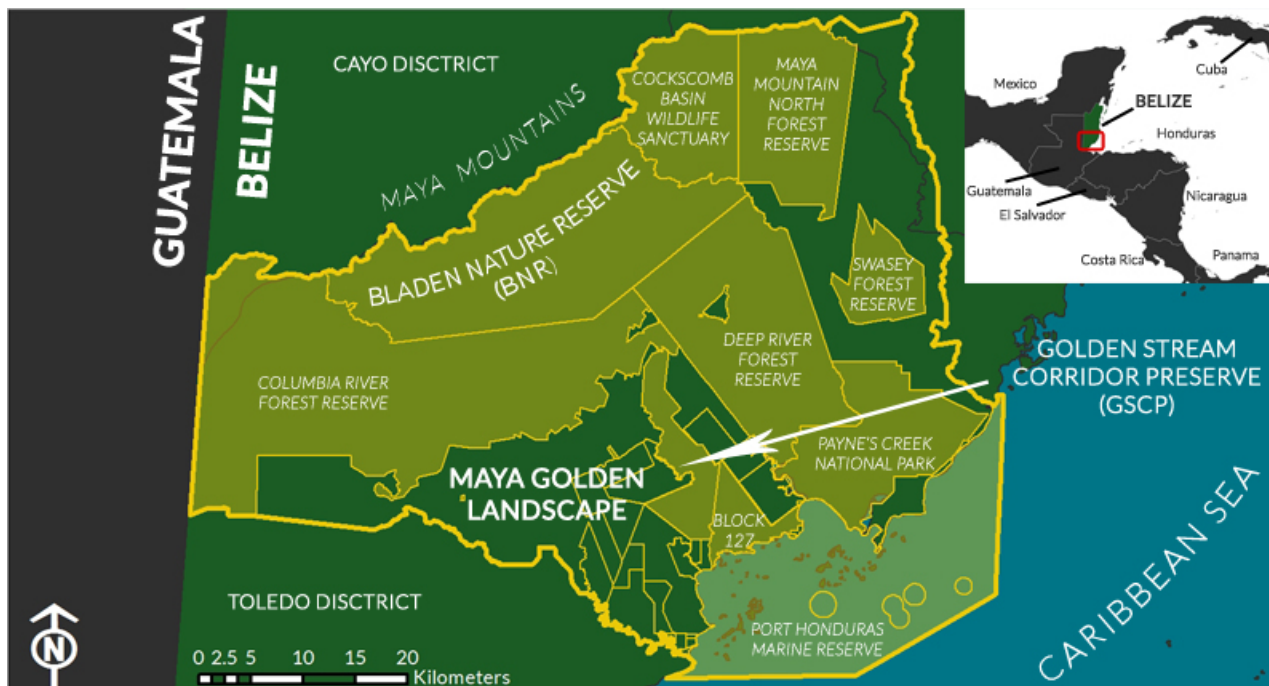 GUATEMALA
BELIZE
CAYO DISCTRICT
MAYA MOUNTAINS
COCKSCOMB
BASIN
WILDLIFE
SANCTUARY
MAYA
MOUNTAIN
NORTH
FOREST
RESERVE
BLADEN NATURE RESERVE
(BNR)
SWASEY
FOREST
RESERVE
DEEP RIVER
FOREST
RESERVE
COLUMBIA RIVER
FOREST RESERVE
GOLDEN STREAM
CORRIDOR PRESERVE
(GSCP)
PAYNE'S CREEK
NATIONAL PARK
MAYA GOLDEN
LANDSCAPE
BLOCK
127
TOLEDO DISCTRICT
PORT HONDURAS
MARINE RESERVE
CARIBBEAN SEA
N
0 2.5 5 10 15 20
Kilometers
Cuba
Mexico
BELIZE
Honduras
Guatemala
El Salvador
Nicaragua
Costa Rica
Panama